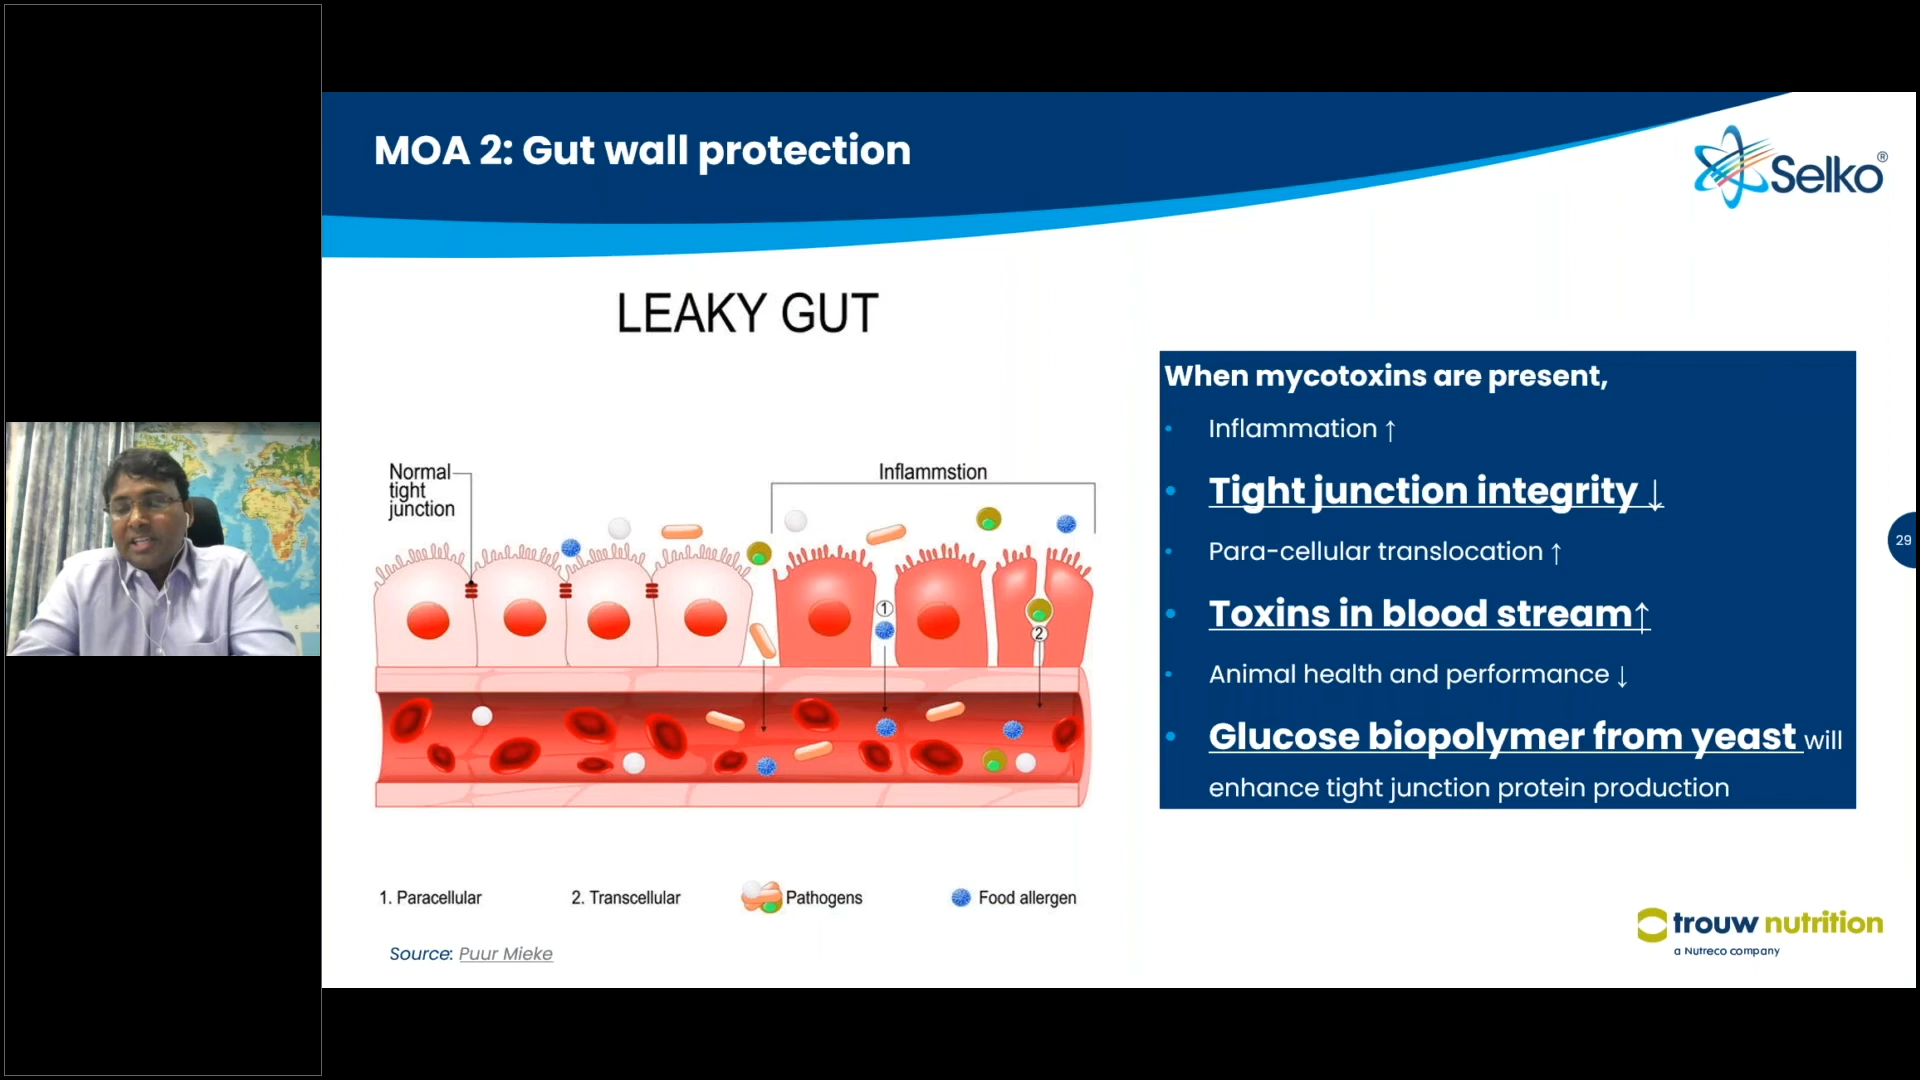 MOA 2: Gut wall protection
Selko®
LEAKY GUT
Normal
tight
junction
Inflammstion
1
2
1. Paracellular
2. Transcellular
Pathogens
Food allergen
Source: Puur Mieke
When mycotoxins are present,
• Inflammation ↑
• Tight junction integrity ↓
• Para-cellular translocation ↑
• Toxins in blood stream↑
• Animal health and performance ↓
• Glucose biopolymer from yeast will
enhance tight junction protein production
29
trouw nutrition
a Nutreco company